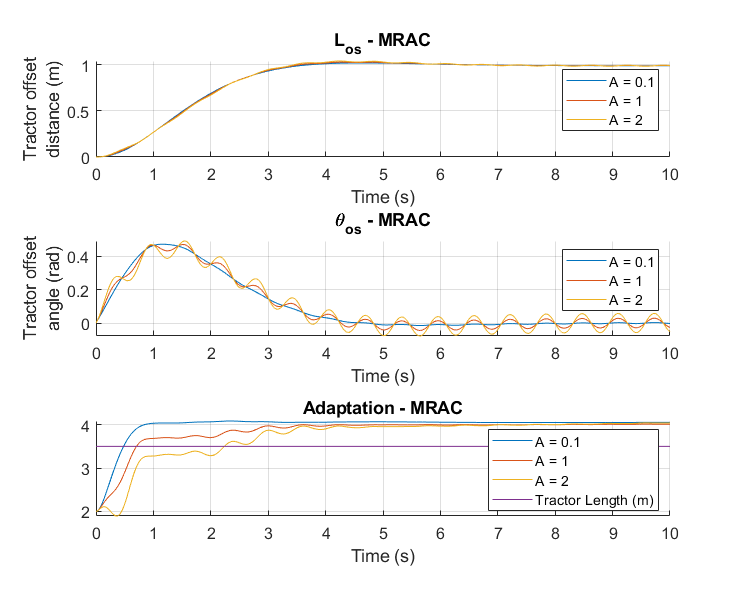 L_os - MRAC
Tractor offset
distance (m)
1
0.5
0
A = 0.1
A = 1
A = 2
0 1 2 3 4 5 6 7 8 9 10
Time (s)
θ_os - MRAC
Tractor offset
angle (rad)
0.4
0.2
0
A = 0.1
A = 1
A = 2
0 1 2 3 4 5 6 7 8 9 10
Time (s)
Adaptation - MRAC
4
3
2
A = 0.1
A = 1
A = 2
Tractor Length (m)
0 1 2 3 4 5 6 7 8 9 10
Time (s)